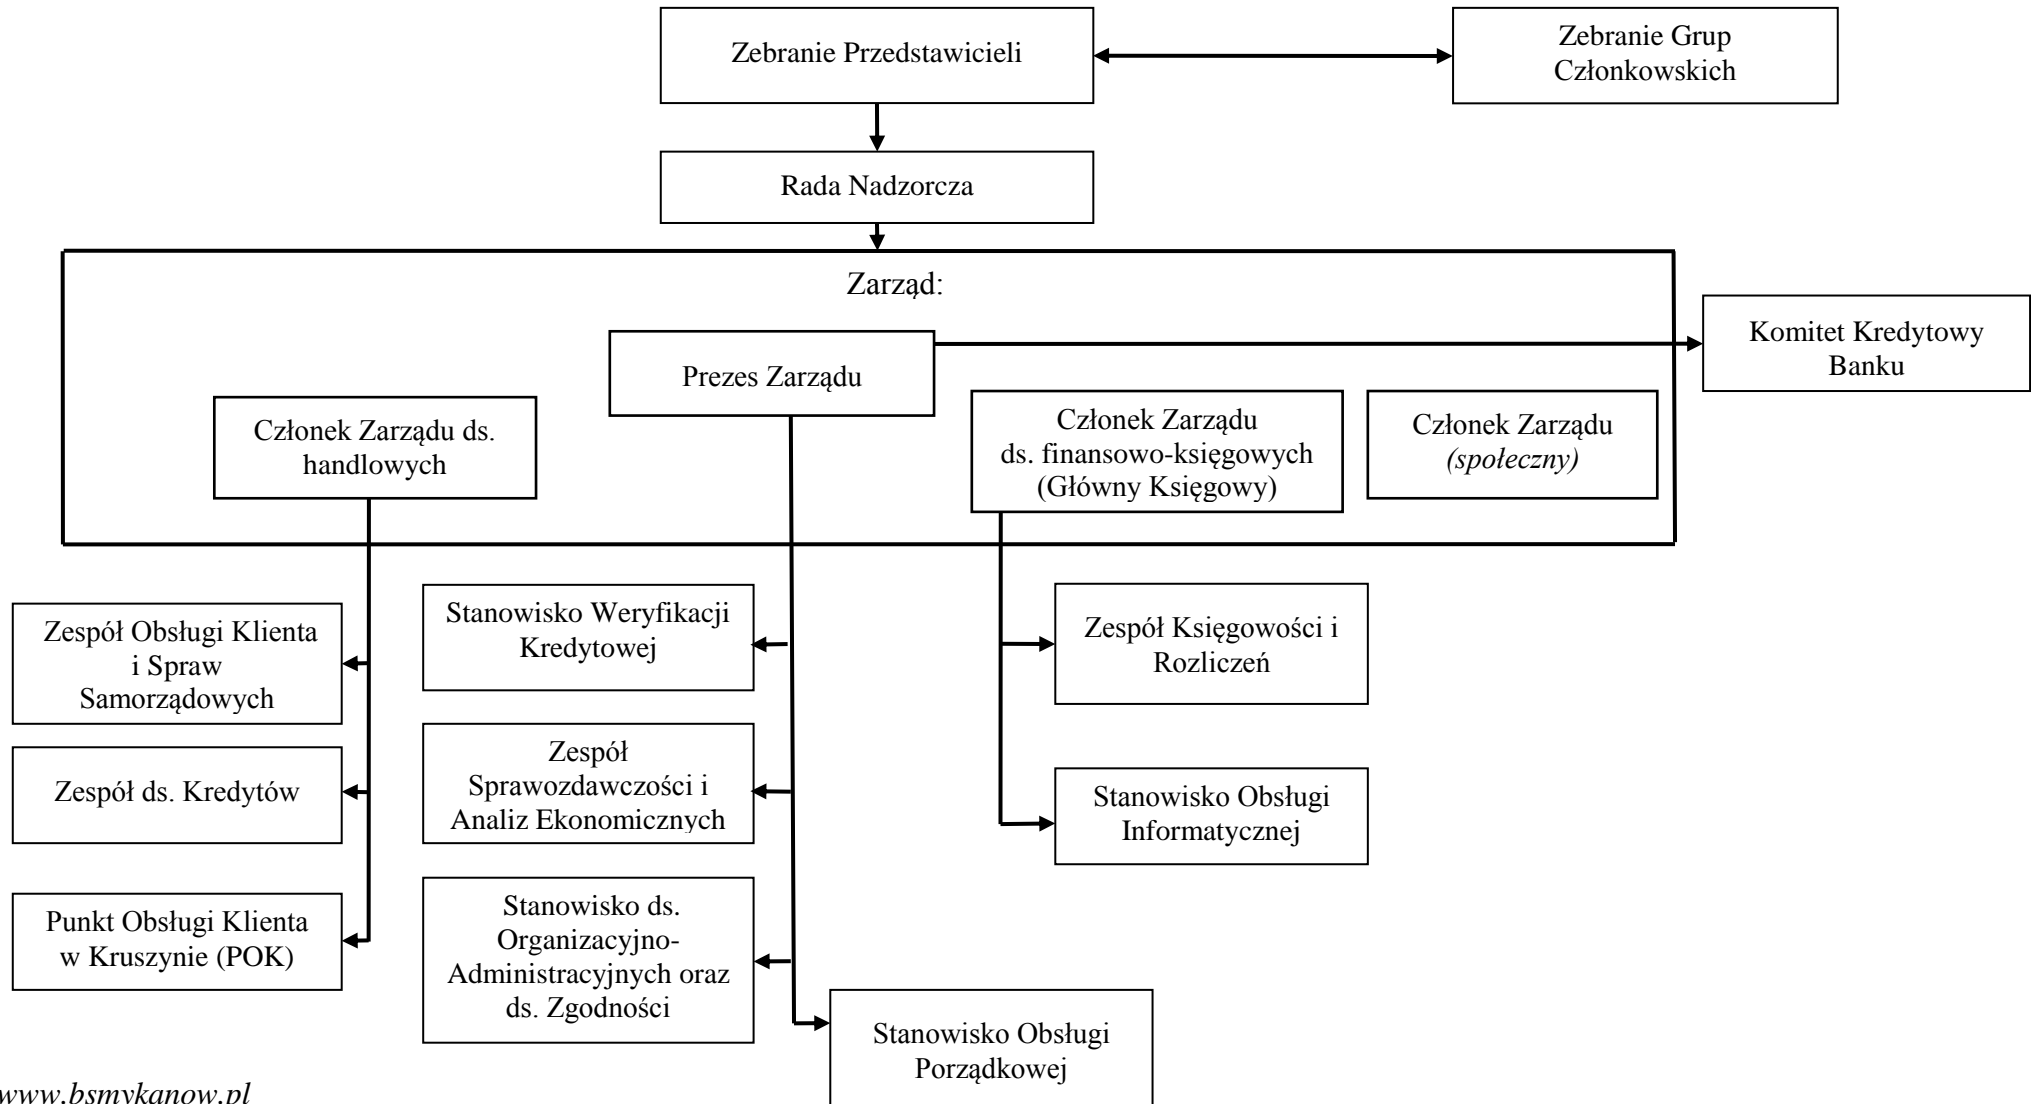 Zebranie Przedstawicieli
Zebranie Grup
Członkowskich
Rada Nadzorcza
Zarząd:
Prezes Zarządu
Komitet Kredytowy
Banku
Członek Zarządu ds.
handlowych
Członek Zarządu
ds. finansowo-księgowych
(Główny Księgowy)
Członek Zarządu
(społeczny)
Zespół Obsługi Klienta
i Spraw
Samorządowych
Zespół ds. Kredytów
Punkt Obsługi Klienta
w Kruszynie (POK)
Stanowisko Weryfikacji
Kredytowej
Zespół
Sprawozdawczości i
Analiz Ekonomicznych
Stanowisko ds.
Organizacyjno-
Administracyjnych oraz
ds. Zgodności
Stanowisko Obsługi
Porządkowej
Zespół Księgowości i
Rozliczeń
Stanowisko Obsługi
Informatycznej
www.bsmykanow.pl